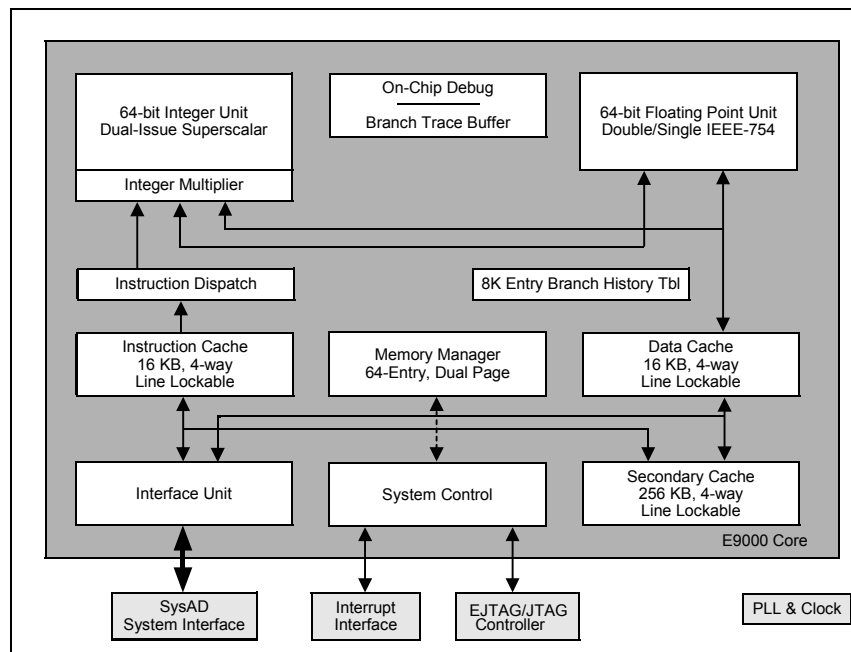 64-bit Integer Unit
Dual-Issue Superscalar
Integer Multiplier
On-Chip Debug
Branch Trace Buffer
64-bit Floating Point Unit
Double/Single IEEE-754
Instruction Dispatch
8K Entry Branch History Tbl
Instruction Cache
16 KB, 4-way
Line Lockable
Memory Manager
64-Entry, Dual Page
Data Cache
16 KB, 4-way
Line Lockable
Interface Unit
System Control
Secondary Cache
256 KB, 4-way
Line Lockable
E9000 Core
SysAD
System Interface
Interrupt
Interface
EJTAG/JTAG
Controller
PLL & Clock